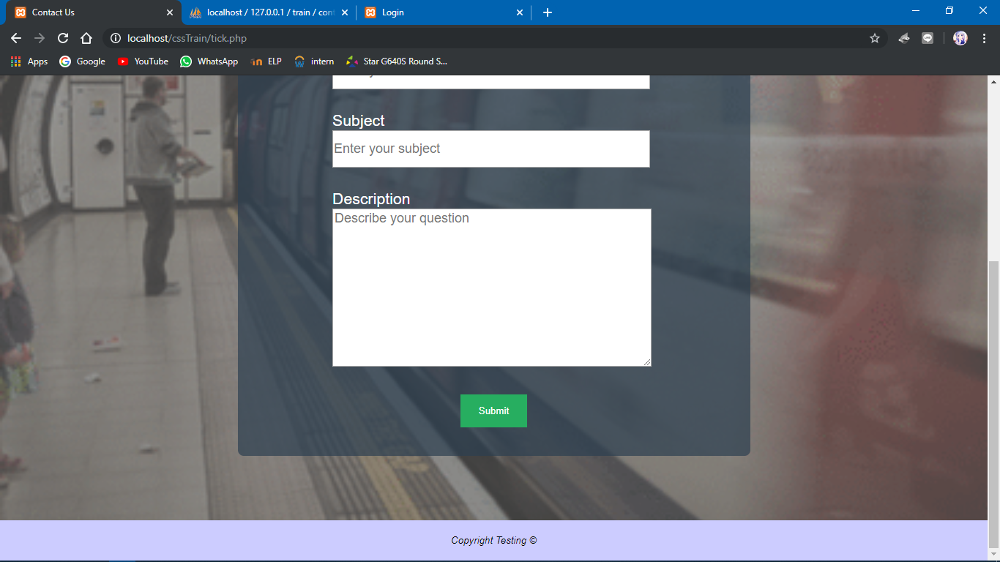 Contact Us
localhost / 127.0.0.1 / train / cont
Login
localhost/cssTrain/tick.php
Apps
Google
YouTube
WhatsApp
ELP
intern
Star G640S Round S...
Subject
Enter your subject
Description
Describe your question
Submit
Copyright Testing ©